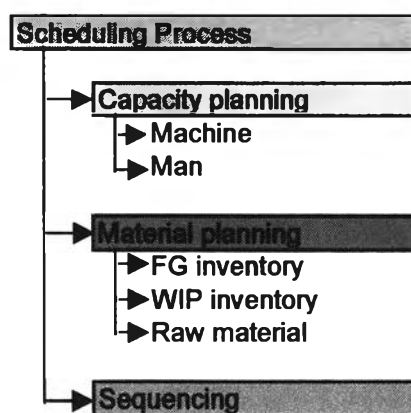 Scheduling Process
Capacity planning
Machine
Man
Material planning
FG inventory
WIP inventory
Raw material
Sequencing